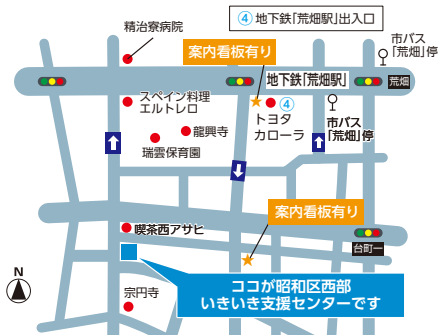 ④ 地下鉄「荒畑駅」出入口
精治寮病院
案内看板有り
市バス
「荒畑」停
地下鉄「荒畑駅」
荒畑
スペイン料理
エルトレロ
④
トヨタ
カローラ
市バス
「荒畑」停
龍興寺
瑞雲保育園
案内看板有り
喫茶西アサヒ
台町一
N
ココが昭和区西部
いきいき支援センターです
宗円寺